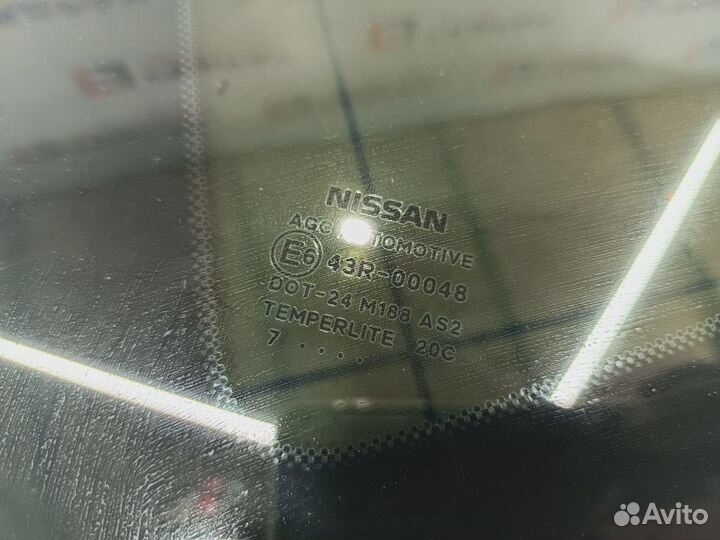 NISSAN
AGC AUTOMOTIVE
E6 43R-00048
DOT-24 M188 AS2
TEMPERLITE 20C
7 ....
Avito